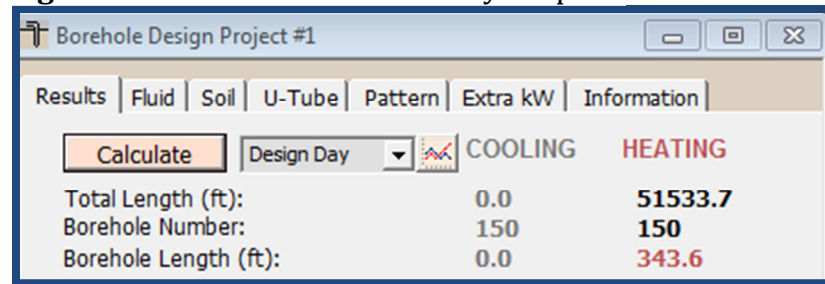 Borehole Design Project #1
Results Fluid Soil U-Tube Pattern Extra kW Information
Calculate Design Day COOLING HEATING
Total Length (ft): 0.0 51533.7
Borehole Number: 150 150
Borehole Length (ft): 0.0 343.6